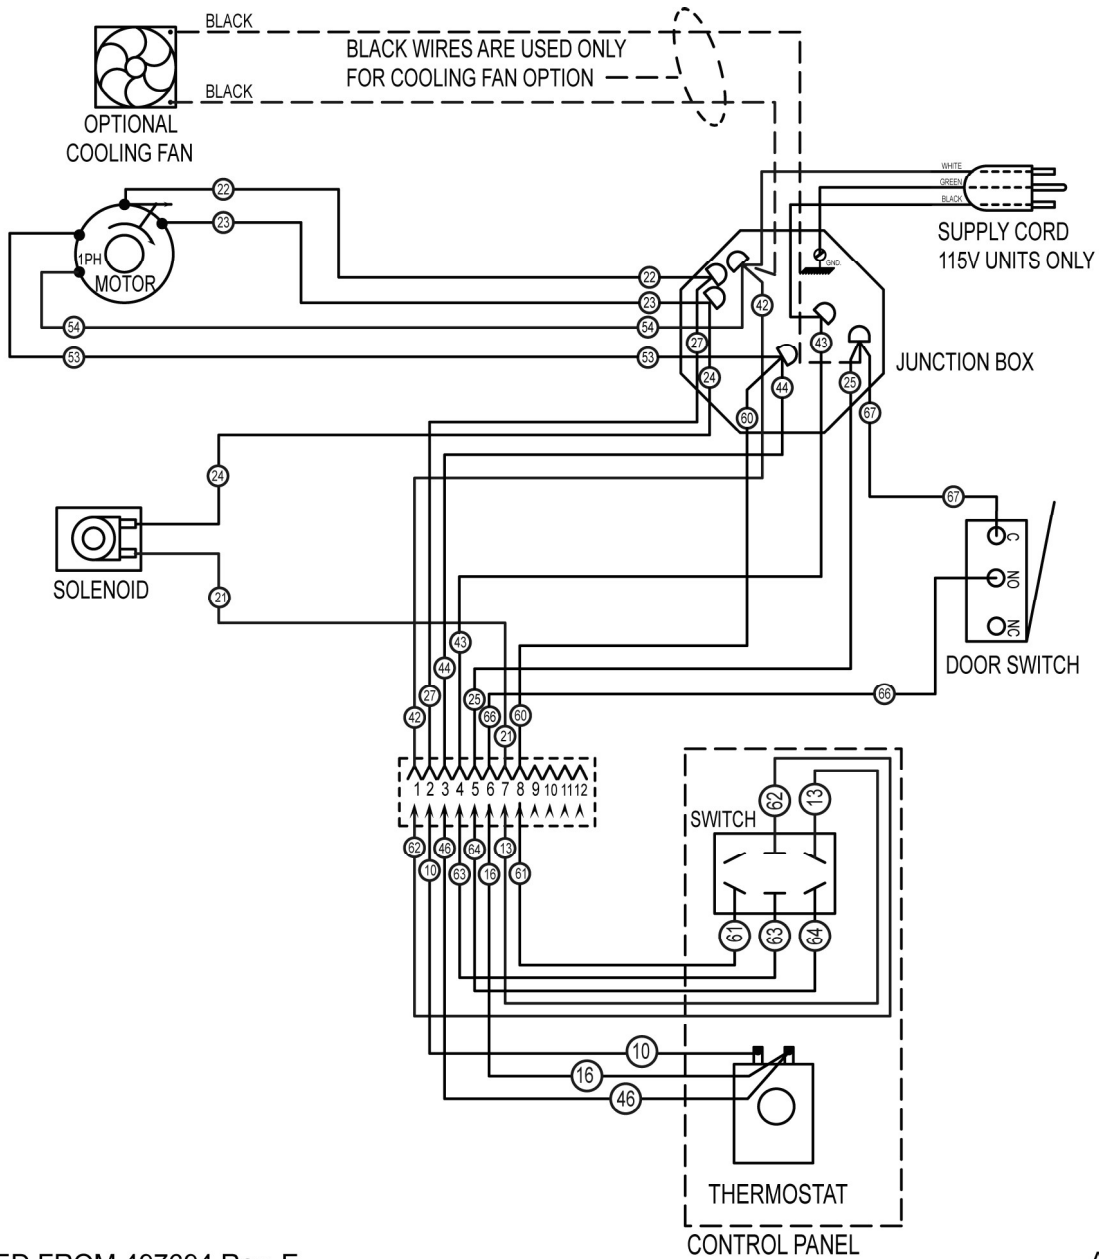 BLACK
BLACK WIRES ARE USED ONLY
FOR COOLING FAN OPTION
BLACK
OPTIONAL
COOLING FAN
WHITE
GREEN
BLACK
SUPPLY CORD
115V UNITS ONLY
22
23
1PH
MOTOR
GND.
22
23
42
54
54
53
53
27
43
JUNCTION BOX
24
44
25
60
67
24
67
C
NO
NC
SOLENOID
21
DOOR SWITCH
43
44
27
25
66
42
66
60
21
1 2 3 4 5 6 7 8 9 10 11 12
62
13
SWITCH
62 46 64 13
10 63 16 61
61 63 64
10
16
46
THERMOSTAT
CONTROL PANEL